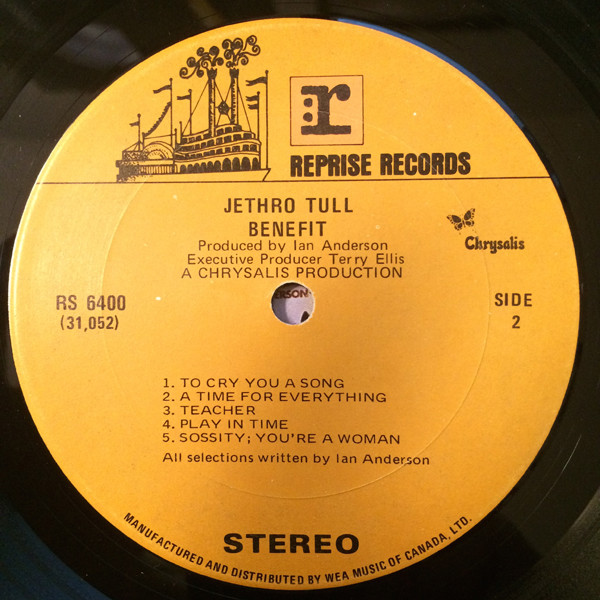 r
REPRISE RECORDS
JETHRO TULL
BENEFIT
Produced by Ian Anderson
Executive Producer Terry Ellis
A CHRYSALIS PRODUCTION
Chrysalis
RS 6400
(31,052)
SIDE
2
ERSON
1. TO CRY YOU A SONG
2. A TIME FOR EVERYTHING
3. TEACHER
4. PLAY IN TIME
5. SOSSITY; YOU'RE A WOMAN
All selections written by Ian Anderson
STEREO
MANUFACTURED AND DISTRIBUTED BY WEA MUSIC OF CANADA, LTD.